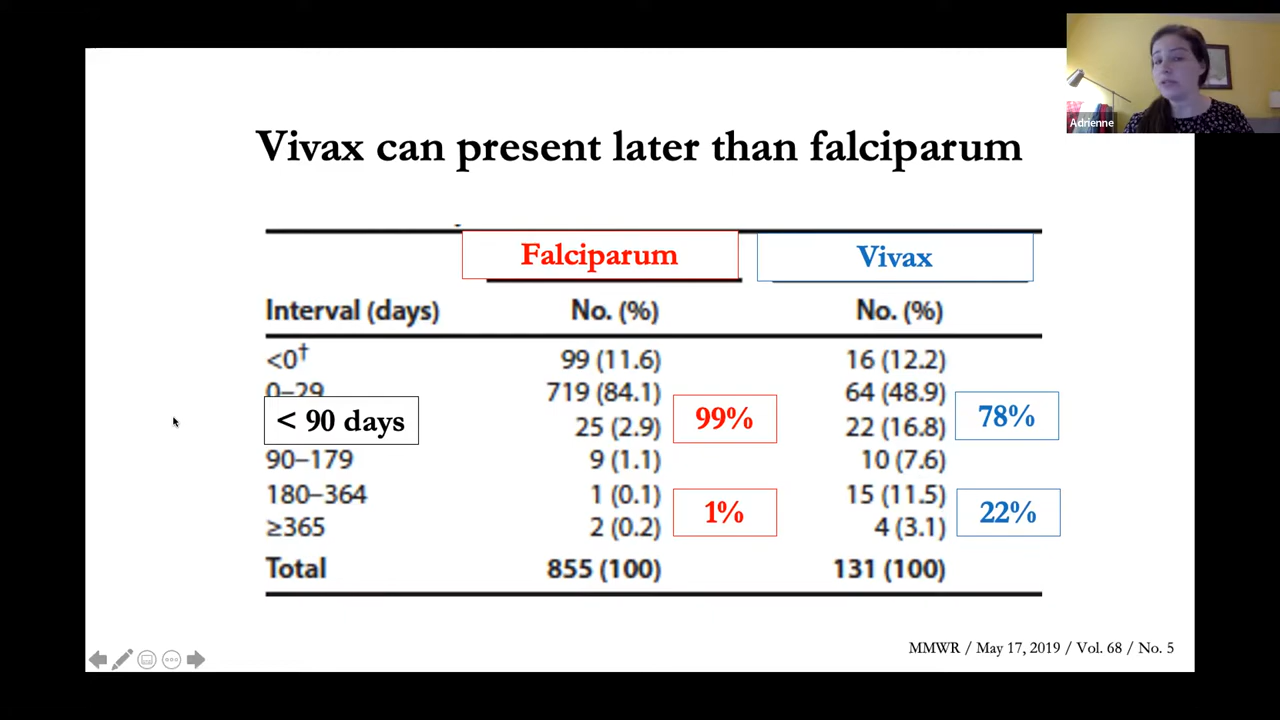 Adrienne
Vivax can present later than falciparum
Falciparum Vivax
Interval (days) No. (%) No. (%)
<0† 99 (11.6) 16 (12.2)
0–29 719 (84.1) 64 (48.9)
< 90 days 25 (2.9) 99% 22 (16.8) 78%
90–179 9 (1.1) 10 (7.6)
180–364 1 (0.1) 1% 15 (11.5) 22%
≥365 2 (0.2) 4 (3.1)
Total 855 (100) 131 (100)
MMWR / May 17, 2019 / Vol. 68 / No. 5